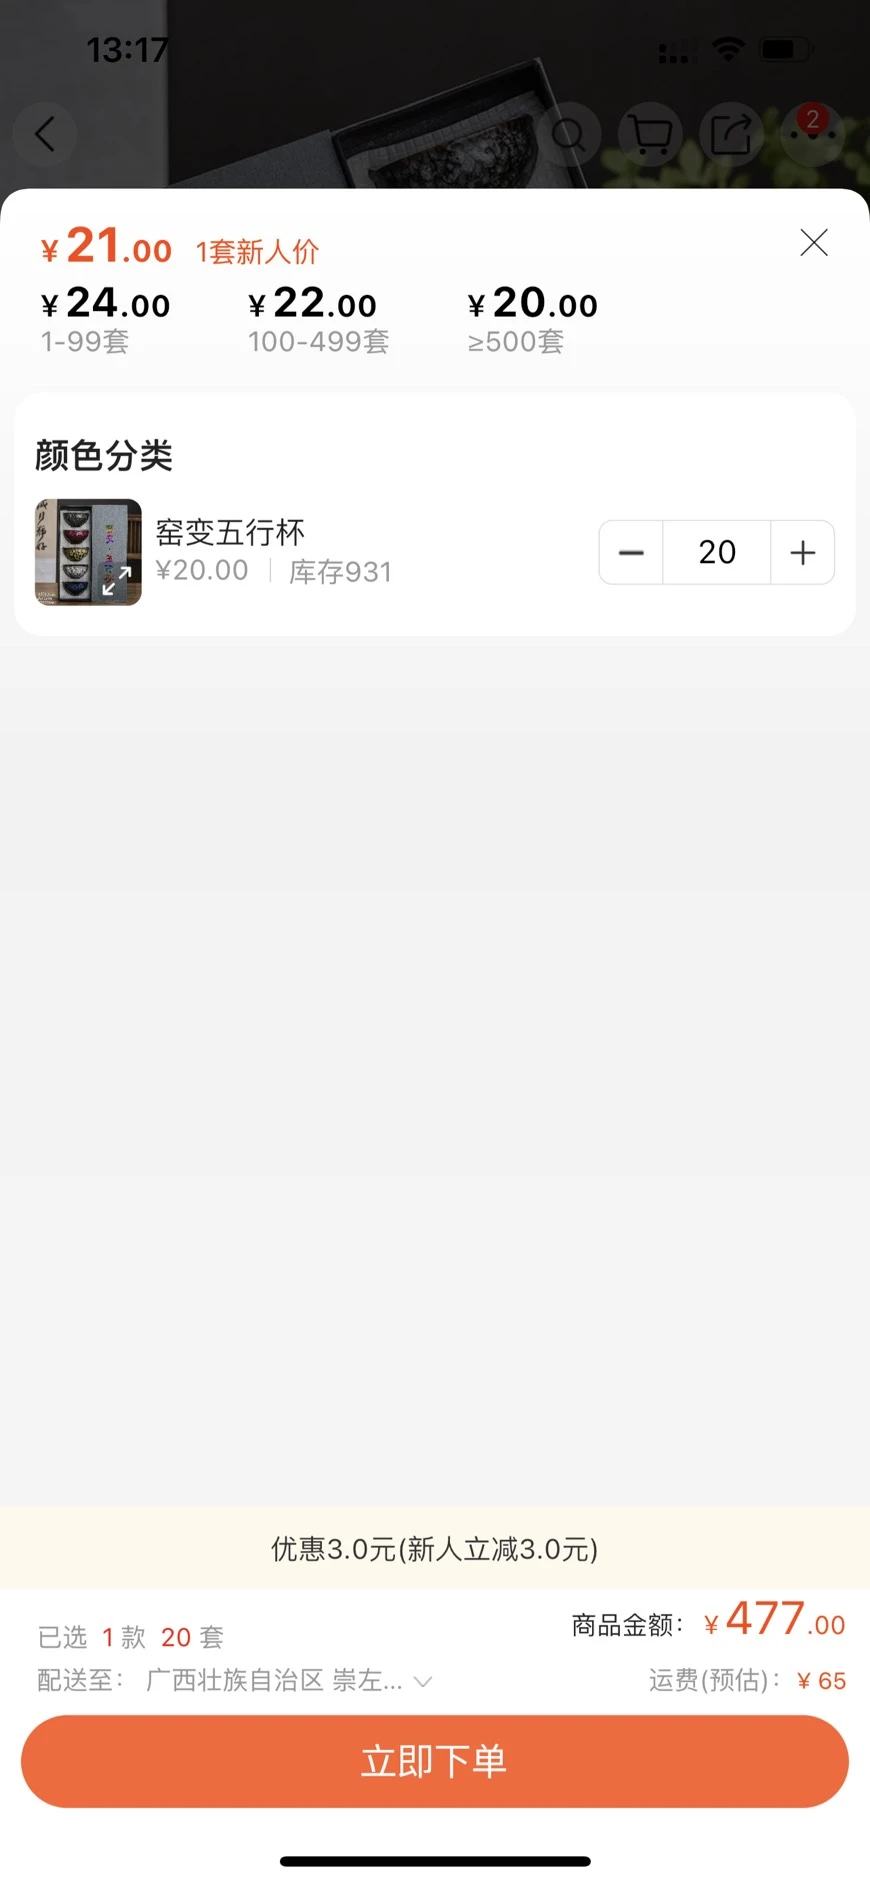 13:17
2
¥21.00 1套新人价
¥24.00 ¥22.00 ¥20.00
1-99套 100-499套 ≥500套
颜色分类
窑变五行杯
¥20.00 库存931
20
优惠3.0元(新人立减3.0元)
已选 1 款 20 套 商品金额：¥477.00
配送至： 广西壮族自治区 崇左... 运费(预估)：¥65
立即下单